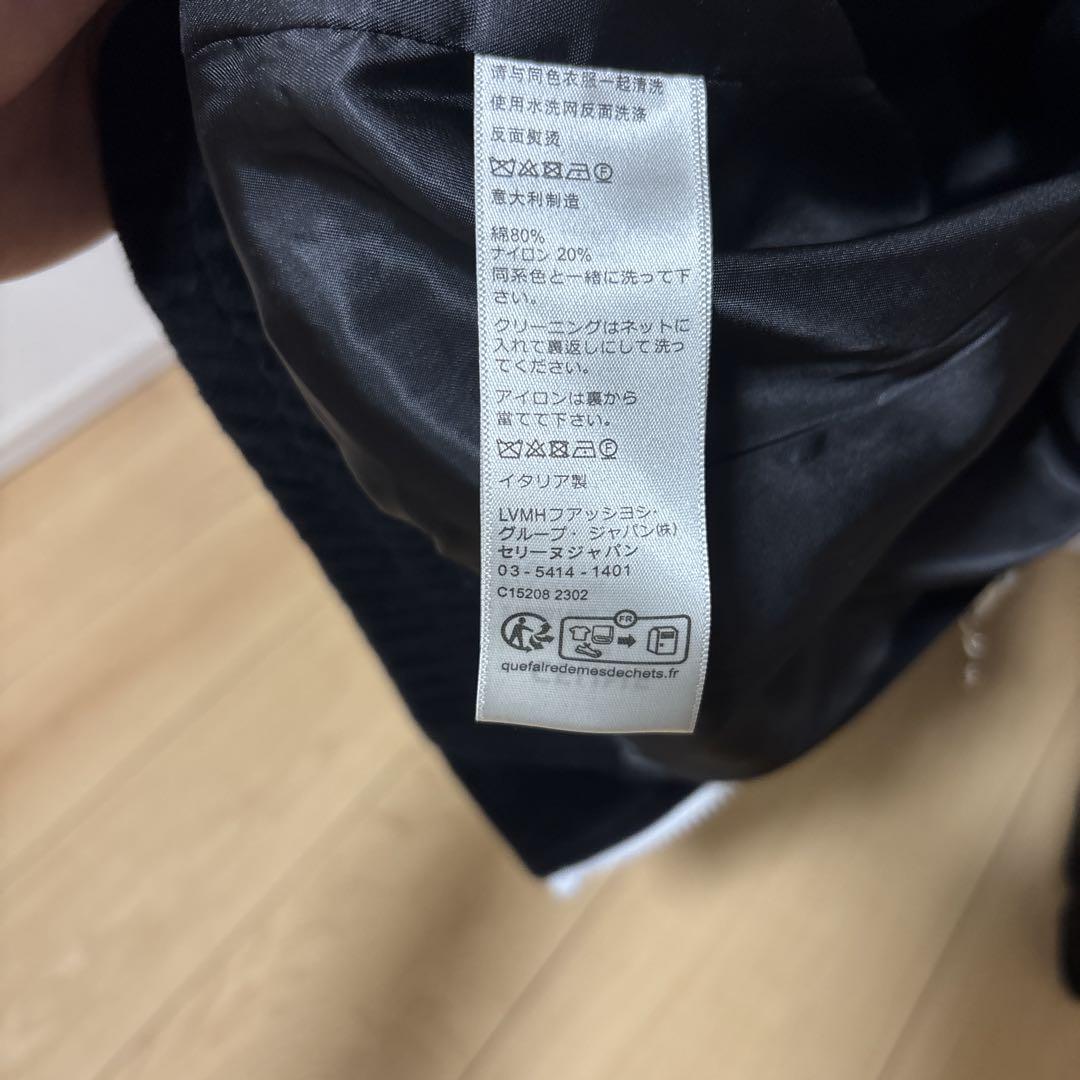 请与同色衣服一起清洗
使用水洗网反面洗涤
反面熨烫
意大利制造
綿80%
ナイロン 20%
同系色と一緒に洗って下
さい。
クリーニングはネットに
入れて裏返しにして洗っ
てください。
アイロンは裏から
當てて下さい。
イタリア製
LVMHフアッシヨシ・
グループ・ジャパン(株)
セリーヌジャパン
03-5414-1401
C15208 2302
FR
quefairedemesdechets.fr